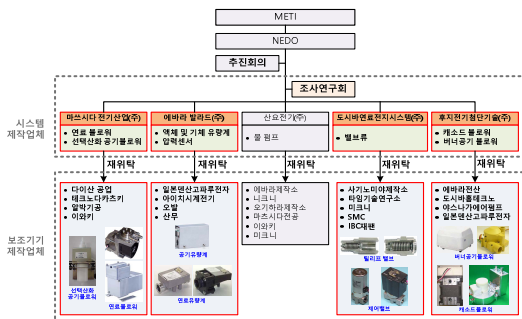 METI
NEDO
추진회의
조사연구회
시스템
제작업체
마쓰시다 전기산업(주)
• 연료 블로워
• 선택산화 공기블로워
에바라 발라드(주)
• 액체 및 기체 유량계
• 압력센서
산요전기(주)
• 물 펌프
도시바연료전지시스템(주)
• 밸브류
후지전기첨단기술(주)
• 캐소드 블로워
• 버너공기 블로워
재위탁
재위탁
재위탁
재위탁
재위탁
보조기기
제작업체
• 다이산 공업
• 테크노다카츠키
• 알박기공
• 이와키
선택산화
공기블로워
연료블로워
• 일본덴산고파루전자
• 아이치시계전기
• 오발
• 산무
공기유량계
연료유량계
• 에바라제작소
• 니크니
• 오기하라제작소
• 마츠시다전공
• 이와키
• 미크니
• 사기노미야제작소
• 타임기술연구소
• 미크니
• SMC
• IBC재팬
릴리프 밸브
제어밸브
• 에바라전산
• 도시바홈테크노
• 야스나가에어펌프
• 일본덴산고파루전자
버너공기블로워
캐소드블로워